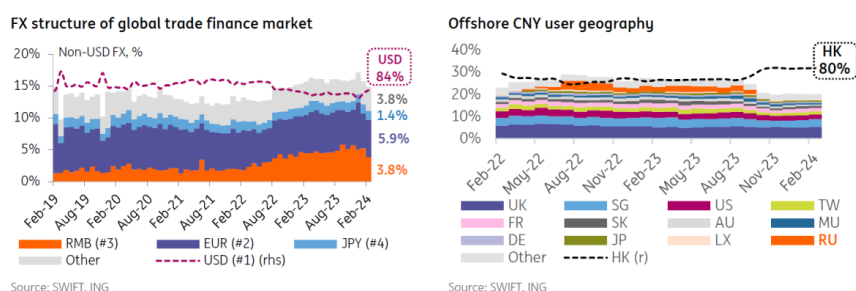 FX structure of global trade finance market
Non-USD FX, %
20%
15%
10%
5%
0%
USD
84%
3.8%
1.4%
5.9%
3.8%
Feb-19
Aug-19
Feb-20
Aug-20
Feb-21
Aug-21
Feb-22
Aug-22
Feb-23
Aug-23
Feb-24
RMB (#3)
EUR (#2)
JPY (#4)
Other
USD (#1) (rhs)
Source: SWIFT, ING
Offshore CNY user geography
40%
30%
20%
10%
0%
HK
80%
Feb-22
May-22
Aug-22
Nov-22
Feb-23
May-23
Aug-23
Nov-23
Feb-24
UK
SG
US
TW
FR
SK
AU
MU
DE
JP
LX
RU
Other
HK (r)
Source: SWIFT, ING